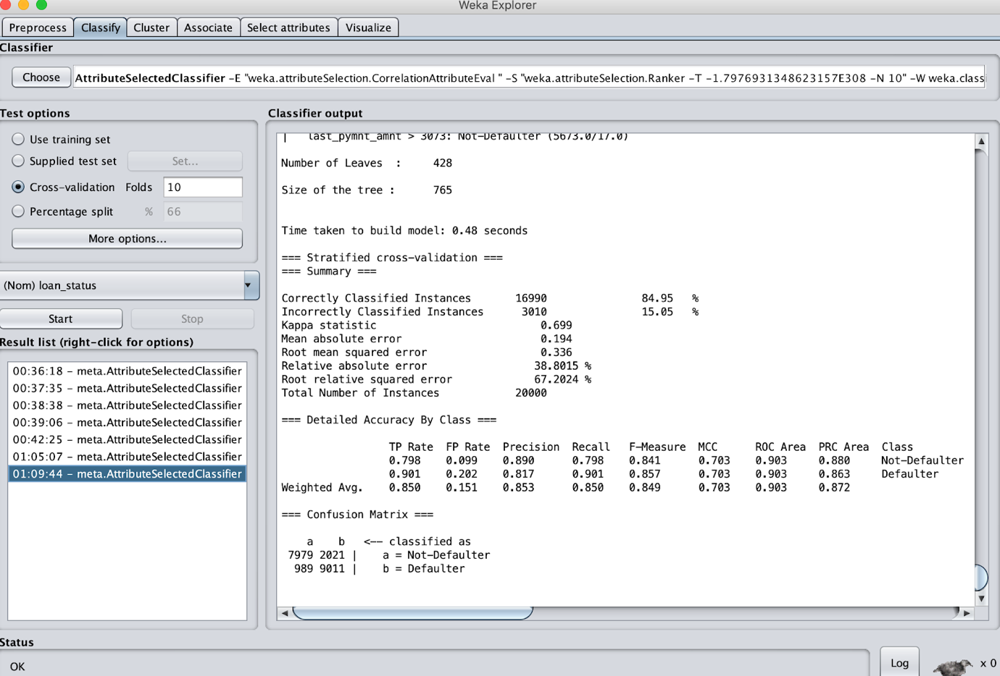 Weka Explorer
Preprocess Classify Cluster Associate Select attributes Visualize
Classifier
Choose AttributeSelectedClassifier -E "weka.attributeSelection.CorrelationAttributeEval " -S "weka.attributeSelection.Ranker -T -1.7976931348623157E308 -N 10" -W weka.classi
Test options
Use training set
Supplied test set Set...
Cross-validation Folds 10
Percentage split % 66
More options...
(Nom) loan_status
Start Stop
Result list (right-click for options)
00:36:18 - meta.AttributeSelectedClassifier
00:37:35 - meta.AttributeSelectedClassifier
00:38:38 - meta.AttributeSelectedClassifier
00:39:06 - meta.AttributeSelectedClassifier
00:42:25 - meta.AttributeSelectedClassifier
01:05:07 - meta.AttributeSelectedClassifier
01:09:44 - meta.AttributeSelectedClassifier
Classifier output
| last_pymnt_amnt > 3073: Not-Defaulter (5673.0/17.0)
Number of Leaves : 428
Size of the tree : 765
Time taken to build model: 0.48 seconds
=== Stratified cross-validation ===
=== Summary ===
Correctly Classified Instances 16990 84.95 %
Incorrectly Classified Instances 3010 15.05 %
Kappa statistic 0.699
Mean absolute error 0.194
Root mean squared error 0.336
Relative absolute error 38.8015 %
Root relative squared error 67.2024 %
Total Number of Instances 20000
=== Detailed Accuracy By Class ===
TP Rate FP Rate Precision Recall F-Measure MCC ROC Area PRC Area Class
0.798 0.099 0.890 0.798 0.841 0.703 0.903 0.880 Not-Defaulter
0.901 0.202 0.817 0.901 0.857 0.703 0.903 0.863 Defaulter
Weighted Avg. 0.850 0.151 0.853 0.850 0.849 0.703 0.903 0.872
=== Confusion Matrix ===
a b <-- classified as
7979 2021 | a = Not-Defaulter
989 9011 | b = Defaulter
Status
OK
Log x 0